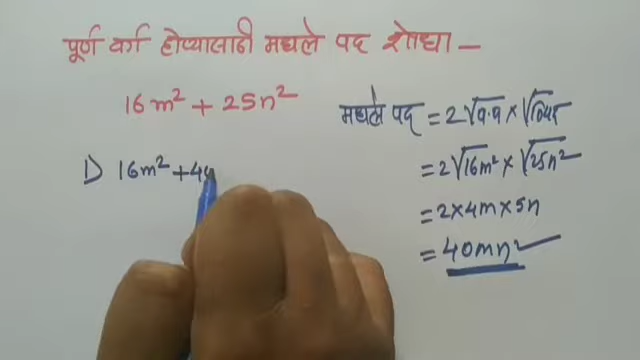 पूर्ण वर्ग होण्यासाठी मधले पद शोधा –
16m² + 25n²
मधले पद = 2√प.प × √
= 2√16m² × √25n²
= 2×4m×5n
= 40mn
1) 16m² + 4